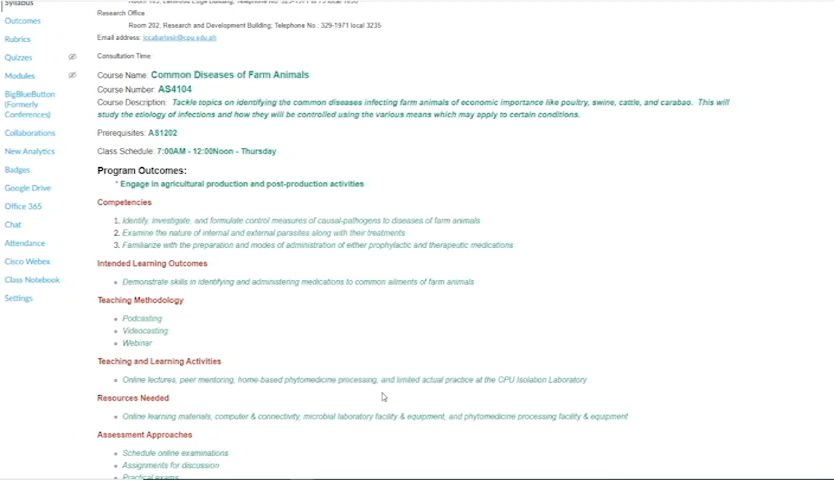 Syllabus
Outcomes
Rubrics
Quizzes
Modules
BigBlueButton
(Formerly
Conferences)
Collaborations
New Analytics
Badges
Google Drive
Office 365
Chat
Attendance
Cisco Webex
Class Notebook
Settings
Research Office
Room 202, Research and Development Building; Telephone No.: 329-1971 local 3235
Email address:
Consultation Time:
Course Name: Common Diseases of Farm Animals
Course Number: AS4104
Course Description: Tackle topics on identifying the common diseases infecting farm animals of economic importance like poultry, swine, cattle, and carabao. This will
study the etiology of infections and how they will be controlled using the various means which may apply to certain conditions.
Prerequisites: AS1202
Class Schedule: 7:00AM - 12:00Noon - Thursday
Program Outcomes:
* Engage in agricultural production and post-production activities
Competencies
1. Identify, investigate, and formulate control measures of causal-pathogens to diseases of farm animals
2. Examine the nature of internal and external parasites along with their treatments
3. Familiarize with the preparation and modes of administration of either prophylactic and therapeutic medications
Intended Learning Outcomes
• Demonstrate skills in identifying and administering medications to common ailments of farm animals
Teaching Methodology
• Podcasting
• Videocasting
• Webinar
Teaching and Learning Activities
• Online lectures, peer mentoring, home-based phytomedicine processing, and limited actual practice at the CPU Isolation Laboratory
Resources Needed
• Online learning materials, computer & connectivity, microbial laboratory facility & equipment, and phytomedicine processing facility & equipment
Assessment Approaches
• Schedule online examinations
• Assignments for discussion
• Practical exams